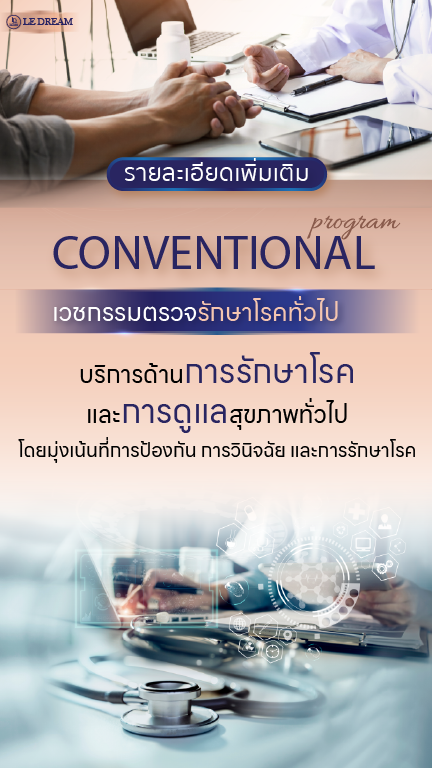 LE DREAM
รายละเอียดเพิ่มเติม
program
CONVENTIONAL
เวชกรรมตรวจรักษาโรคทั่วไป
บริการด้านการรักษาโรค
และการดูแลสุขภาพทั่วไป
โดยมุ่งเน้นที่การป้องกัน การวินิจฉัย และการรักษาโรค